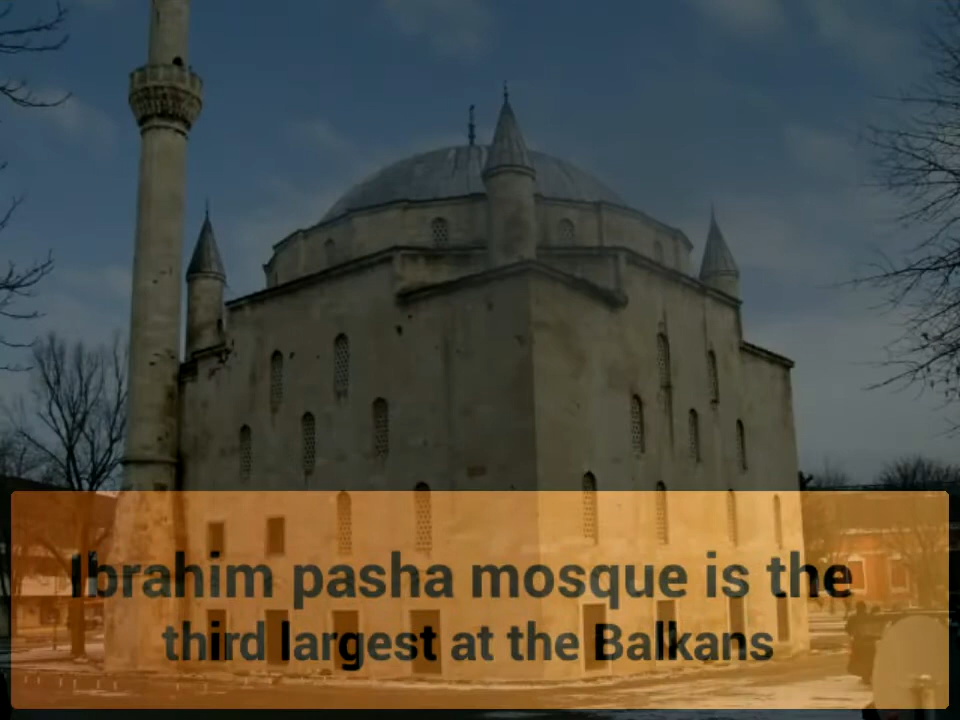 Ibrahim pasha mosque is the
third largest at the Balkans